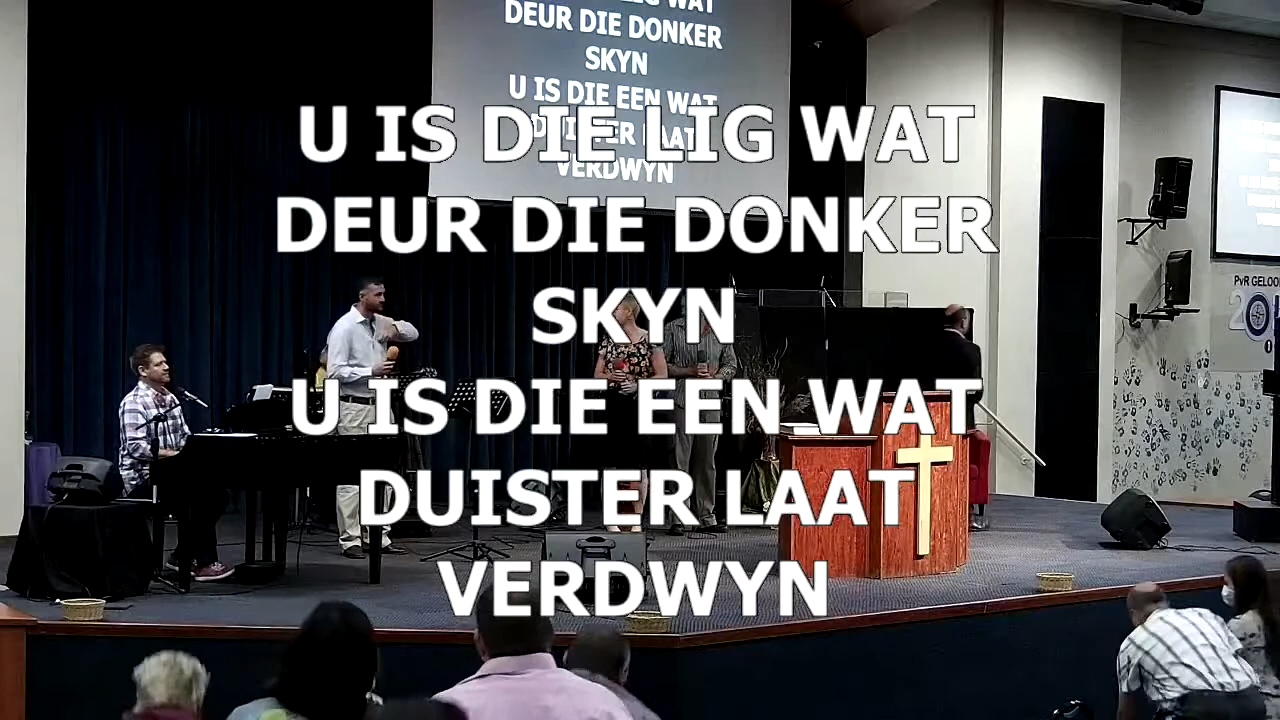 DEUR DIE DONKER
SKYN
U IS DIE EEN WAT
VERDWYN
U IS DIE LIG WAT
DEUR DIE DONKER
SKYN
U IS DIE EEN WAT
DUISTER LAAT
VERDWYN
PvR